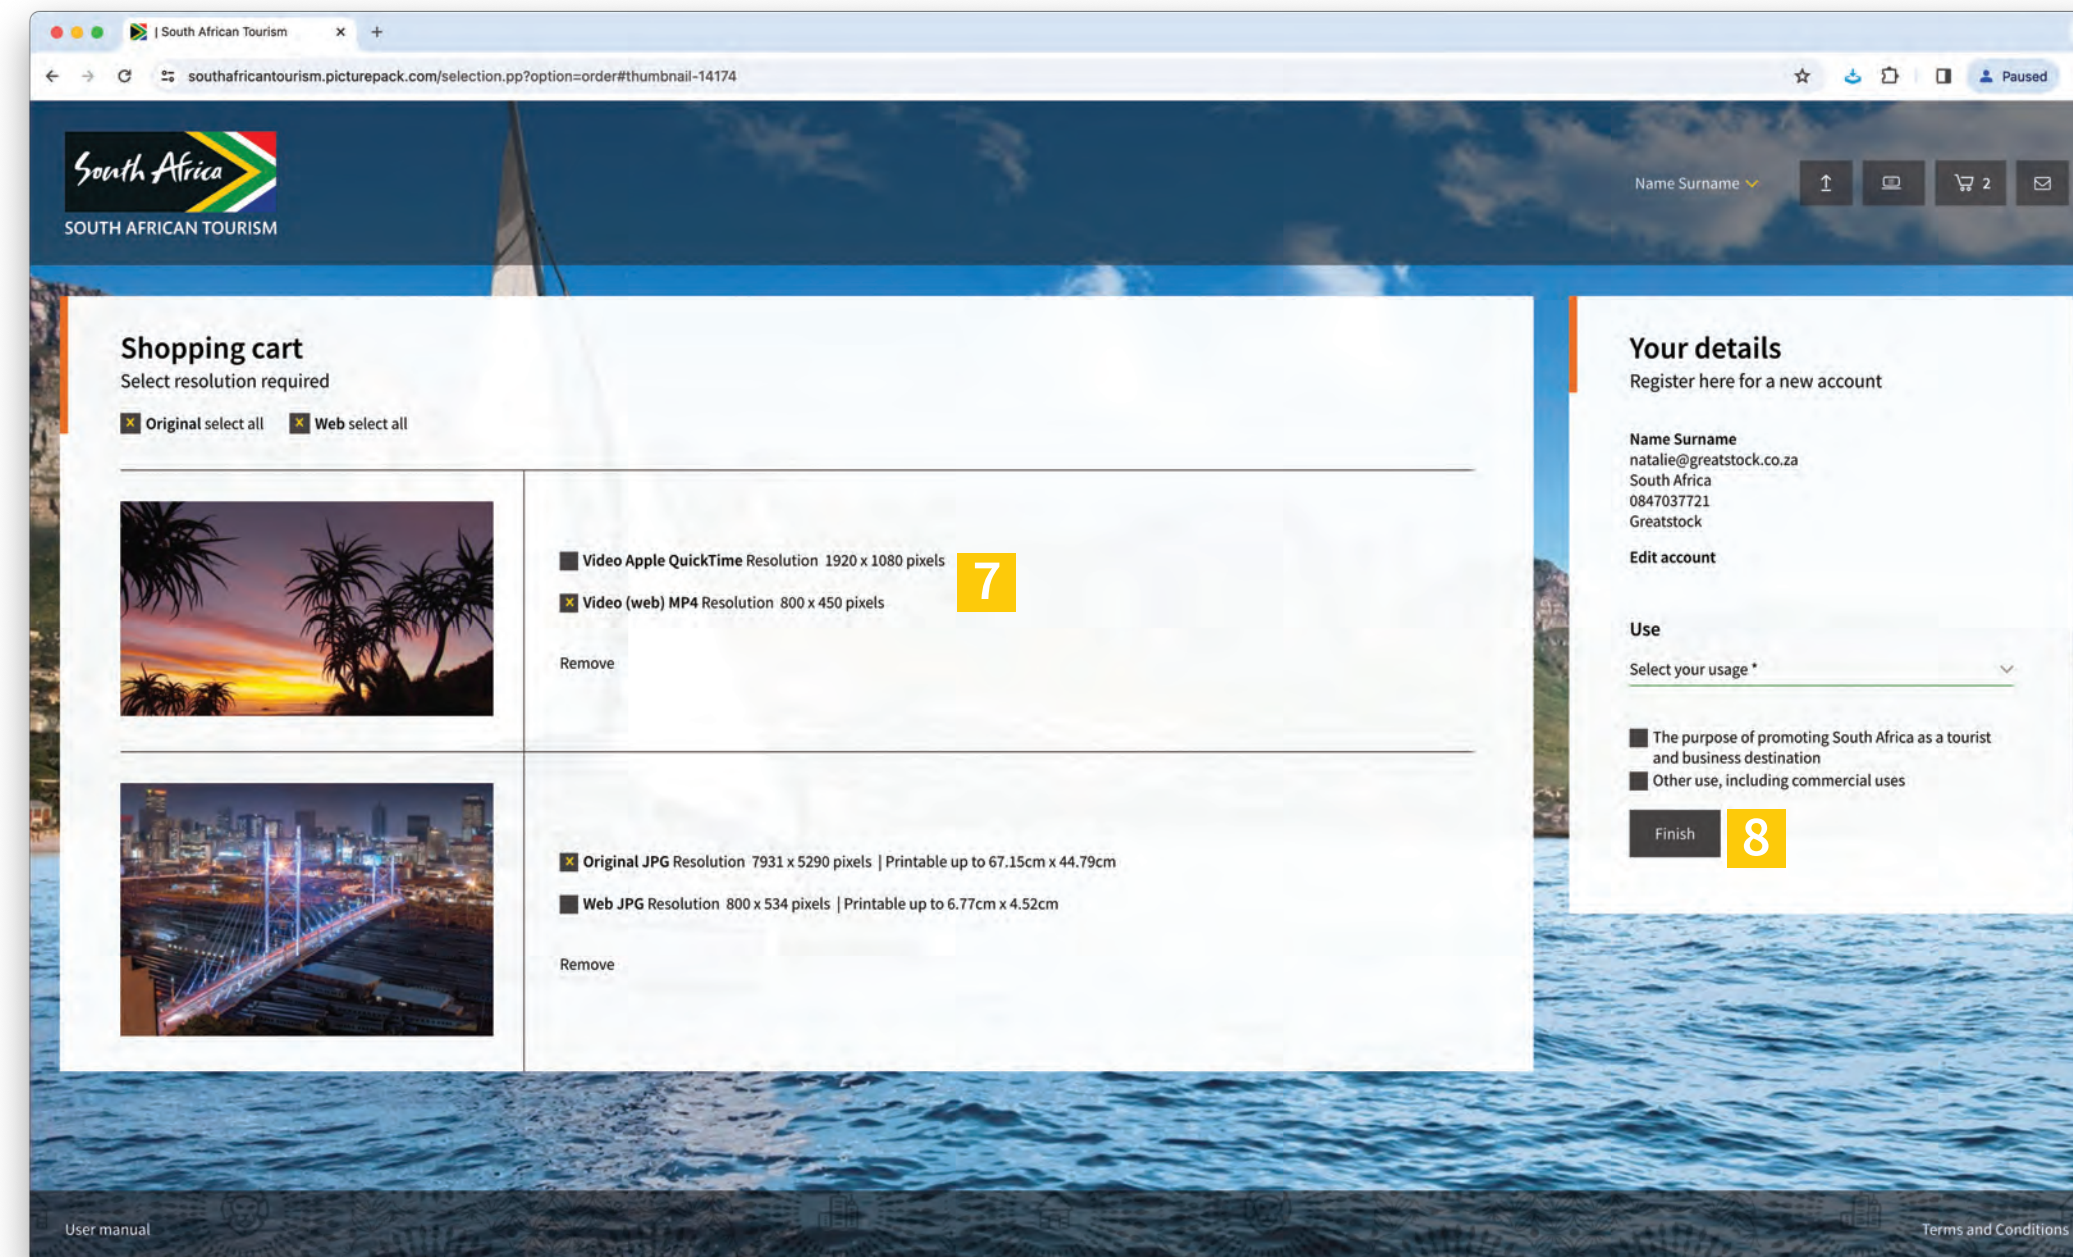 | South African Tourism
southafricantourism.picturepack.com/selection.pp?option=order#thumbnail-14174
Paused
South Africa
SOUTH AFRICAN TOURISM
Name Surname
2
Shopping cart
Select resolution required
Original select all Web select all
Video Apple QuickTime Resolution 1920 x 1080 pixels
7
Video (web) MP4 Resolution 800 x 450 pixels
Remove
Original JPG Resolution 7931 x 5290 pixels | Printable up to 67.15cm x 44.79cm
Web JPG Resolution 800 x 534 pixels | Printable up to 6.77cm x 4.52cm
Remove
Your details
Register here for a new account
Name Surname
natalie@greatstock.co.za
South Africa
0847037721
Greatstock
Edit account
Use
Select your usage *
The purpose of promoting South Africa as a tourist
and business destination
Other use, including commercial uses
Finish
8
User manual
Terms and Conditions